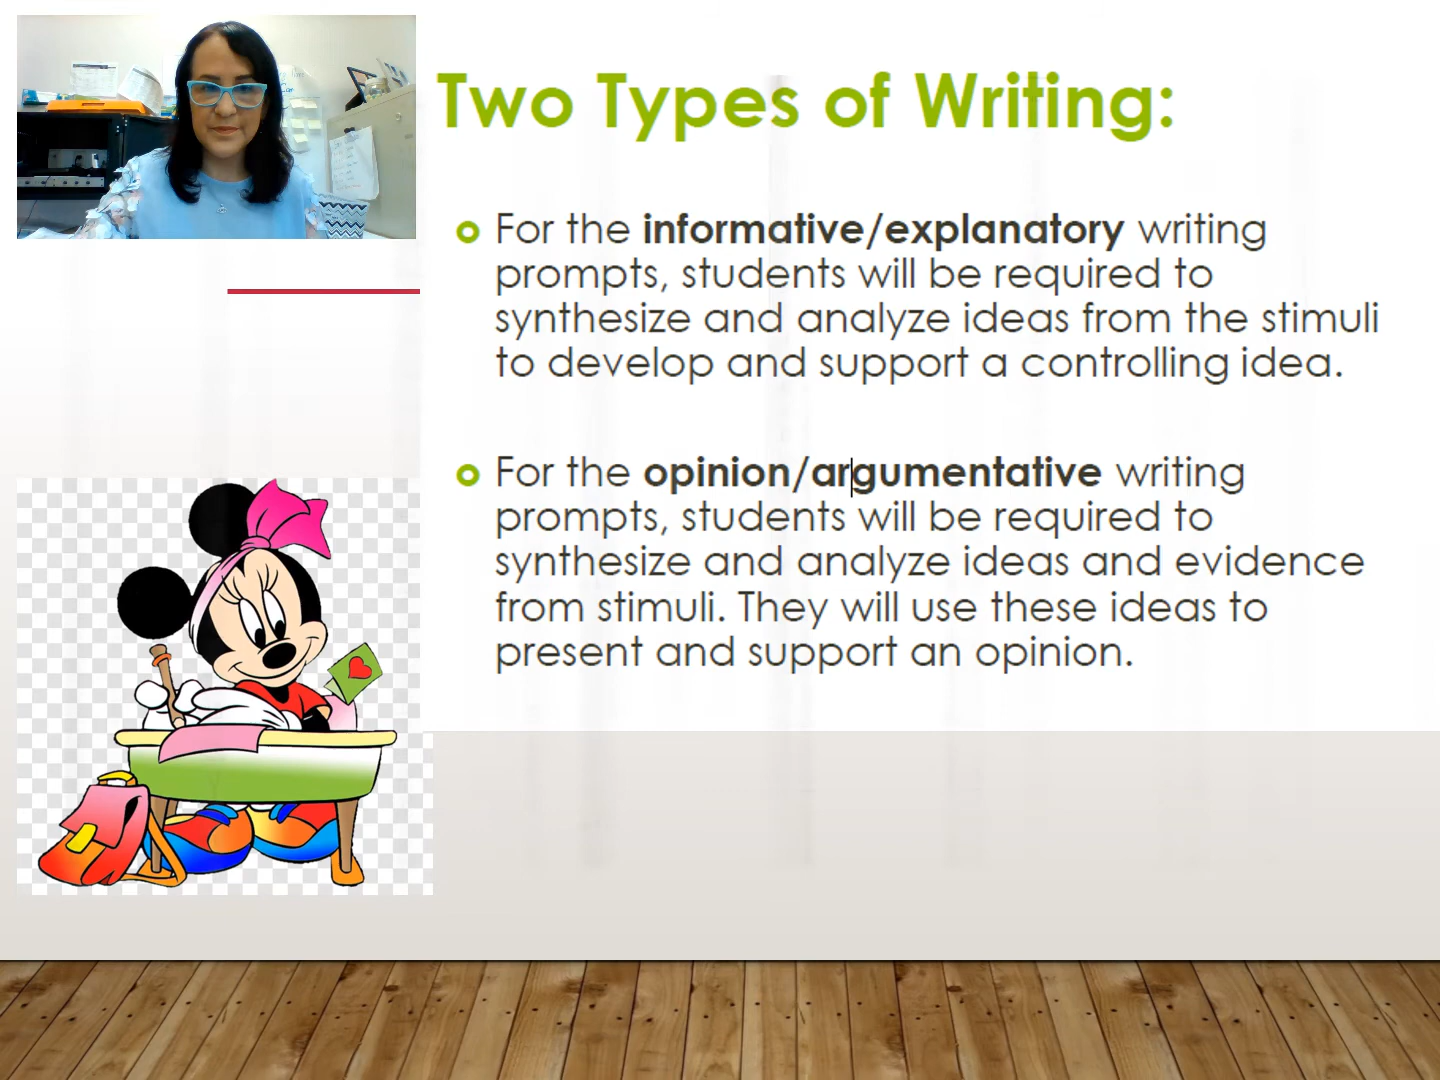 Two Types of Writing:
For the informative/explanatory writing
prompts, students will be required to
synthesize and analyze ideas from the stimuli
to develop and support a controlling idea.
For the opinion/argumentative writing
prompts, students will be required to
synthesize and analyze ideas and evidence
from stimuli. They will use these ideas to
present and support an opinion.